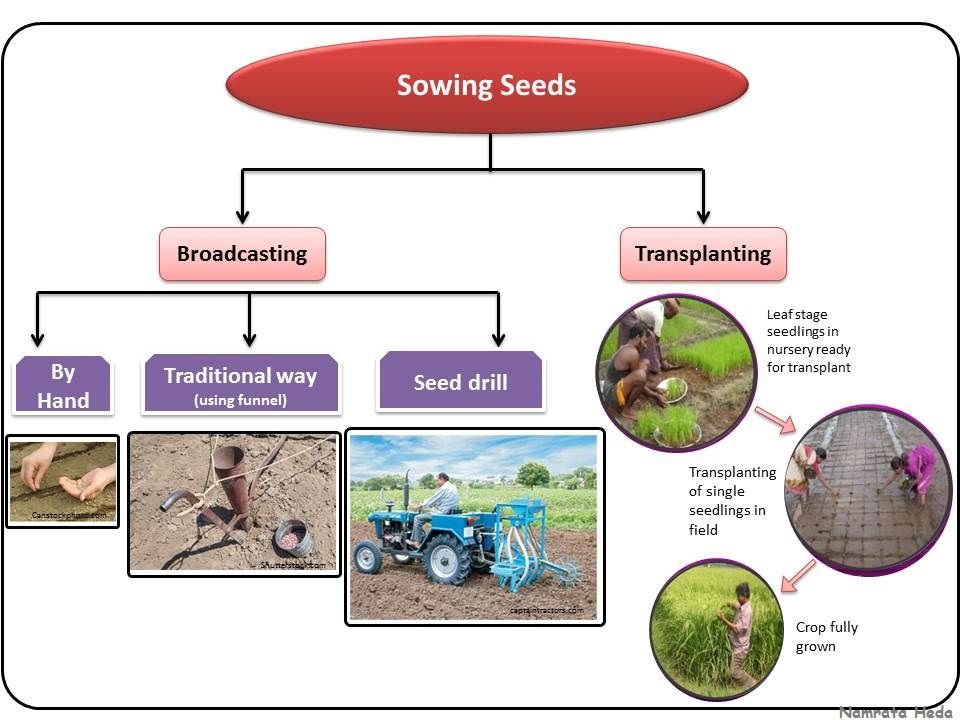 Sowing Seeds
Broadcasting
Transplanting
By
Hand
Traditional way
(using funnel)
Seed drill
Canstockphoto.com
Shutterstock.com
captaintractors.com
Leaf stage
seedlings in
nursery ready
for transplant
Transplanting
of single
seedlings in
field
Crop fully
grown
Namrata Heda